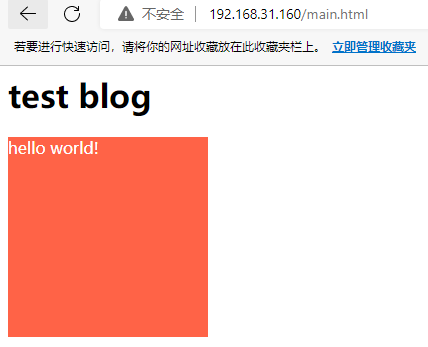 不安全 192.168.31.160/main.html
若要进行快速访问，请将你的网址收藏放在此收藏夹栏上。 立即管理收藏夹
test blog
hello world!